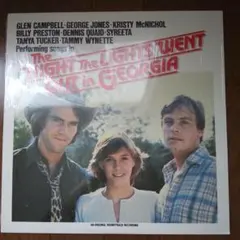 GLEN CAMPBELL·GEORGE JONES·KRISTY McNICHOL
BILLY PRESTON·DENNIS QUAID·SYREETA
TANYA TUCKER·TAMMY WYNETTE
Performing songs in
The
NIGHT THE LIGHTS WENT
OUT in GEORGIA